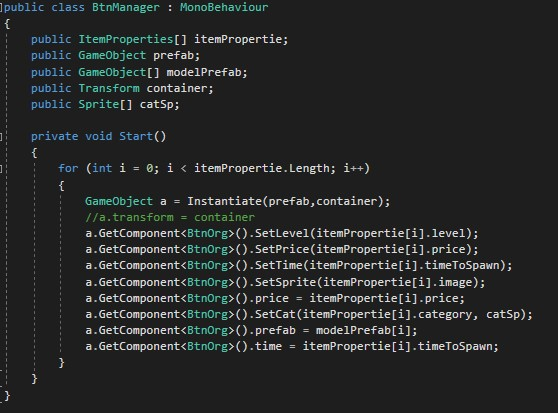 public class BtnManager : MonoBehaviour
{
public ItemProperties[] itemPropertie;
public GameObject prefab;
public GameObject[] modelPrefab;
public Transform container;
public Sprite[] catSp;
private void Start()
{
for (int i = 0; i < itemPropertie.Length; i++)
{
GameObject a = Instantiate(prefab,container);
//a.transform = container
a.GetComponent<BtnOrg>().SetLevel(itemPropertie[i].level);
a.GetComponent<BtnOrg>().SetPrice(itemPropertie[i].price);
a.GetComponent<BtnOrg>().SetTime(itemPropertie[i].timeToSpawn);
a.GetComponent<BtnOrg>().SetSprite(itemPropertie[i].image);
a.GetComponent<BtnOrg>().price = itemPropertie[i].price;
a.GetComponent<BtnOrg>().SetCat(itemPropertie[i].category, catSp);
a.GetComponent<BtnOrg>().prefab = modelPrefab[i];
a.GetComponent<BtnOrg>().time = itemPropertie[i].timeToSpawn;
}
}
}